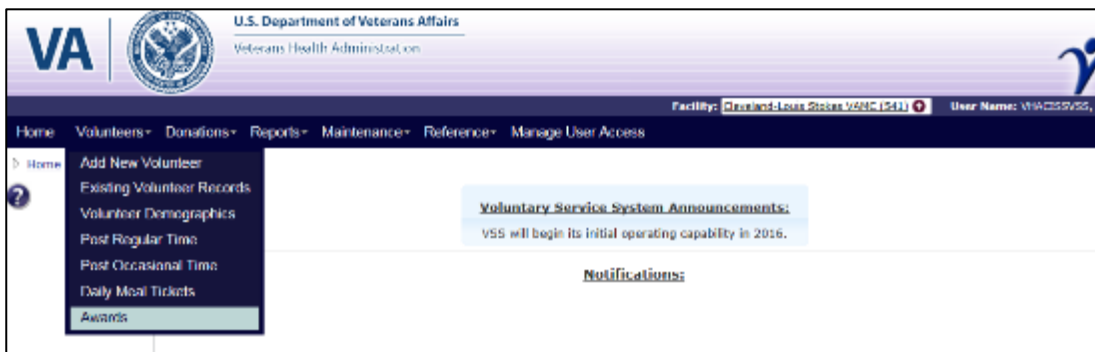 VA
U.S. Department of Veterans Affairs
Veterans Health Administration
Facility: Cleveland-Louis Stokes VAMC (541) User Name: VHACISSVSS,
Home Volunteers Donations Reports Maintenance Reference Manage User Access
Home
Add New Volunteer
Existing Volunteer Records
Volunteer Demographics
Post Regular Time
Post Occasional Time
Daily Meal Tickets
Awards
?
Voluntary Service System Announcements:
VSS will begin its initial operating capability in 2016.
Notifications: